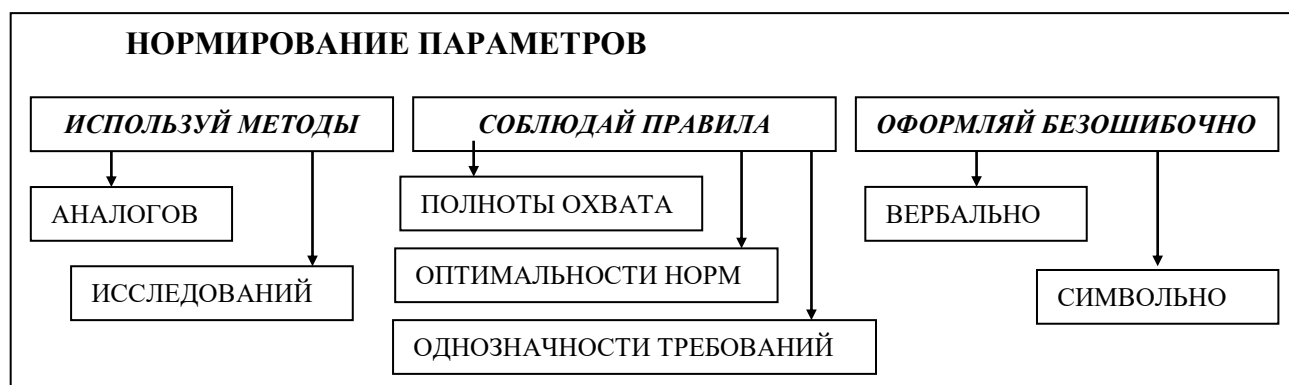 НОРМИРОВАНИЕ ПАРАМЕТРОВ
ИСПОЛЬЗУЙ МЕТОДЫ
АНАЛОГОВ
ИССЛЕДОВАНИЙ
СОБЛЮДАЙ ПРАВИЛА
ПОЛНОТЫ ОХВАТА
ОПТИМАЛЬНОСТИ НОРМ
ОДНОЗНАЧНОСТИ ТРЕБОВАНИЙ
ОФОРМЛЯЙ БЕЗОШИБОЧНО
ВЕРБАЛЬНО
СИМВОЛЬНО